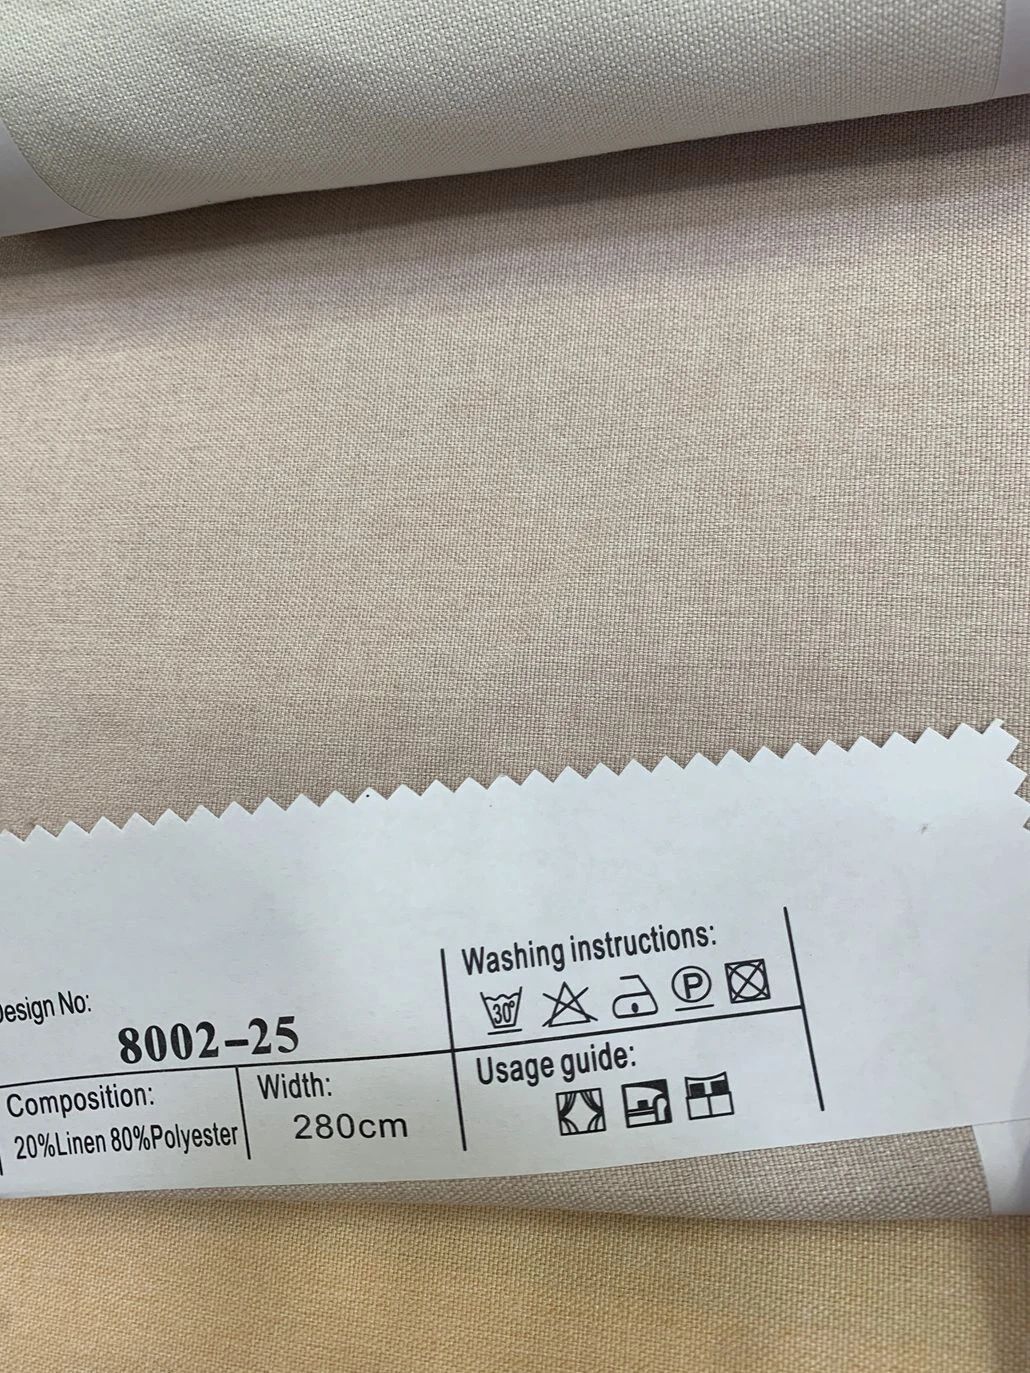 Design No:
8002-25
Composition:
20%Linen 80%Polyester
Width:
280cm
Washing instructions:
30°
P
Usage guide: